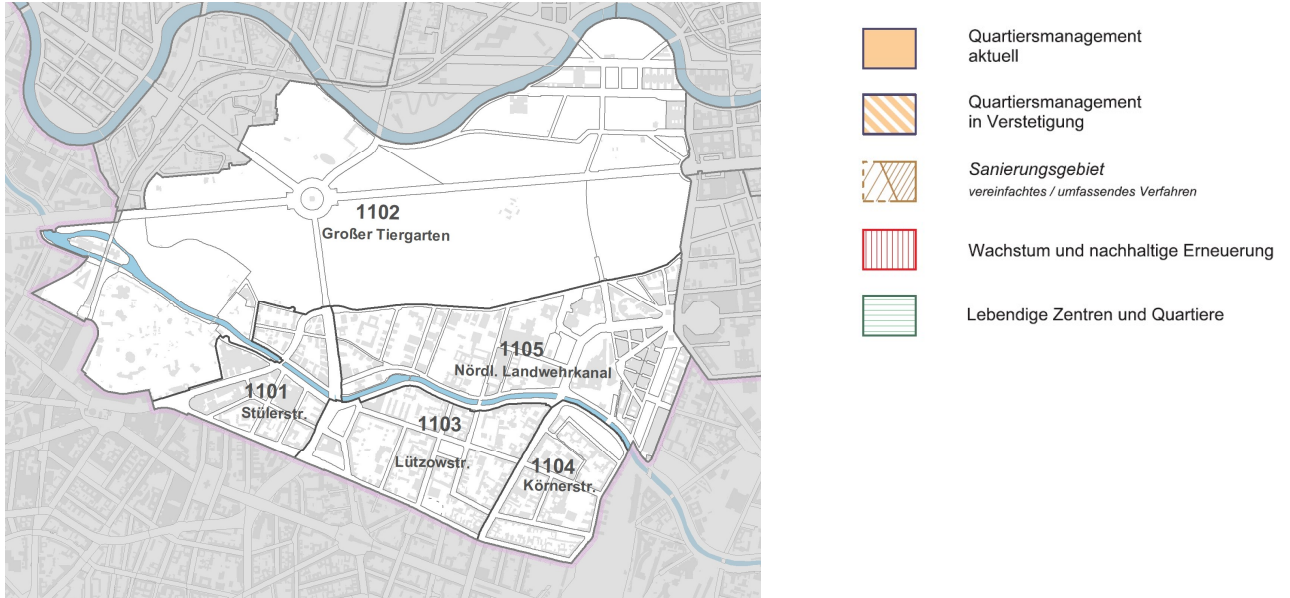 1102
Großer Tiergarten
1105
Nördl. Landwehrkanal
1101
Stülerstr.
1103
Lützowstr.
1104
Körnerstr.
Quartiersmanagement
aktuell
Quartiersmanagement
in Verstetigung
Sanierungsgebiet
vereinfachtes / umfassendes Verfahren
Wachstum und nachhaltige Erneuerung
Lebendige Zentren und Quartiere